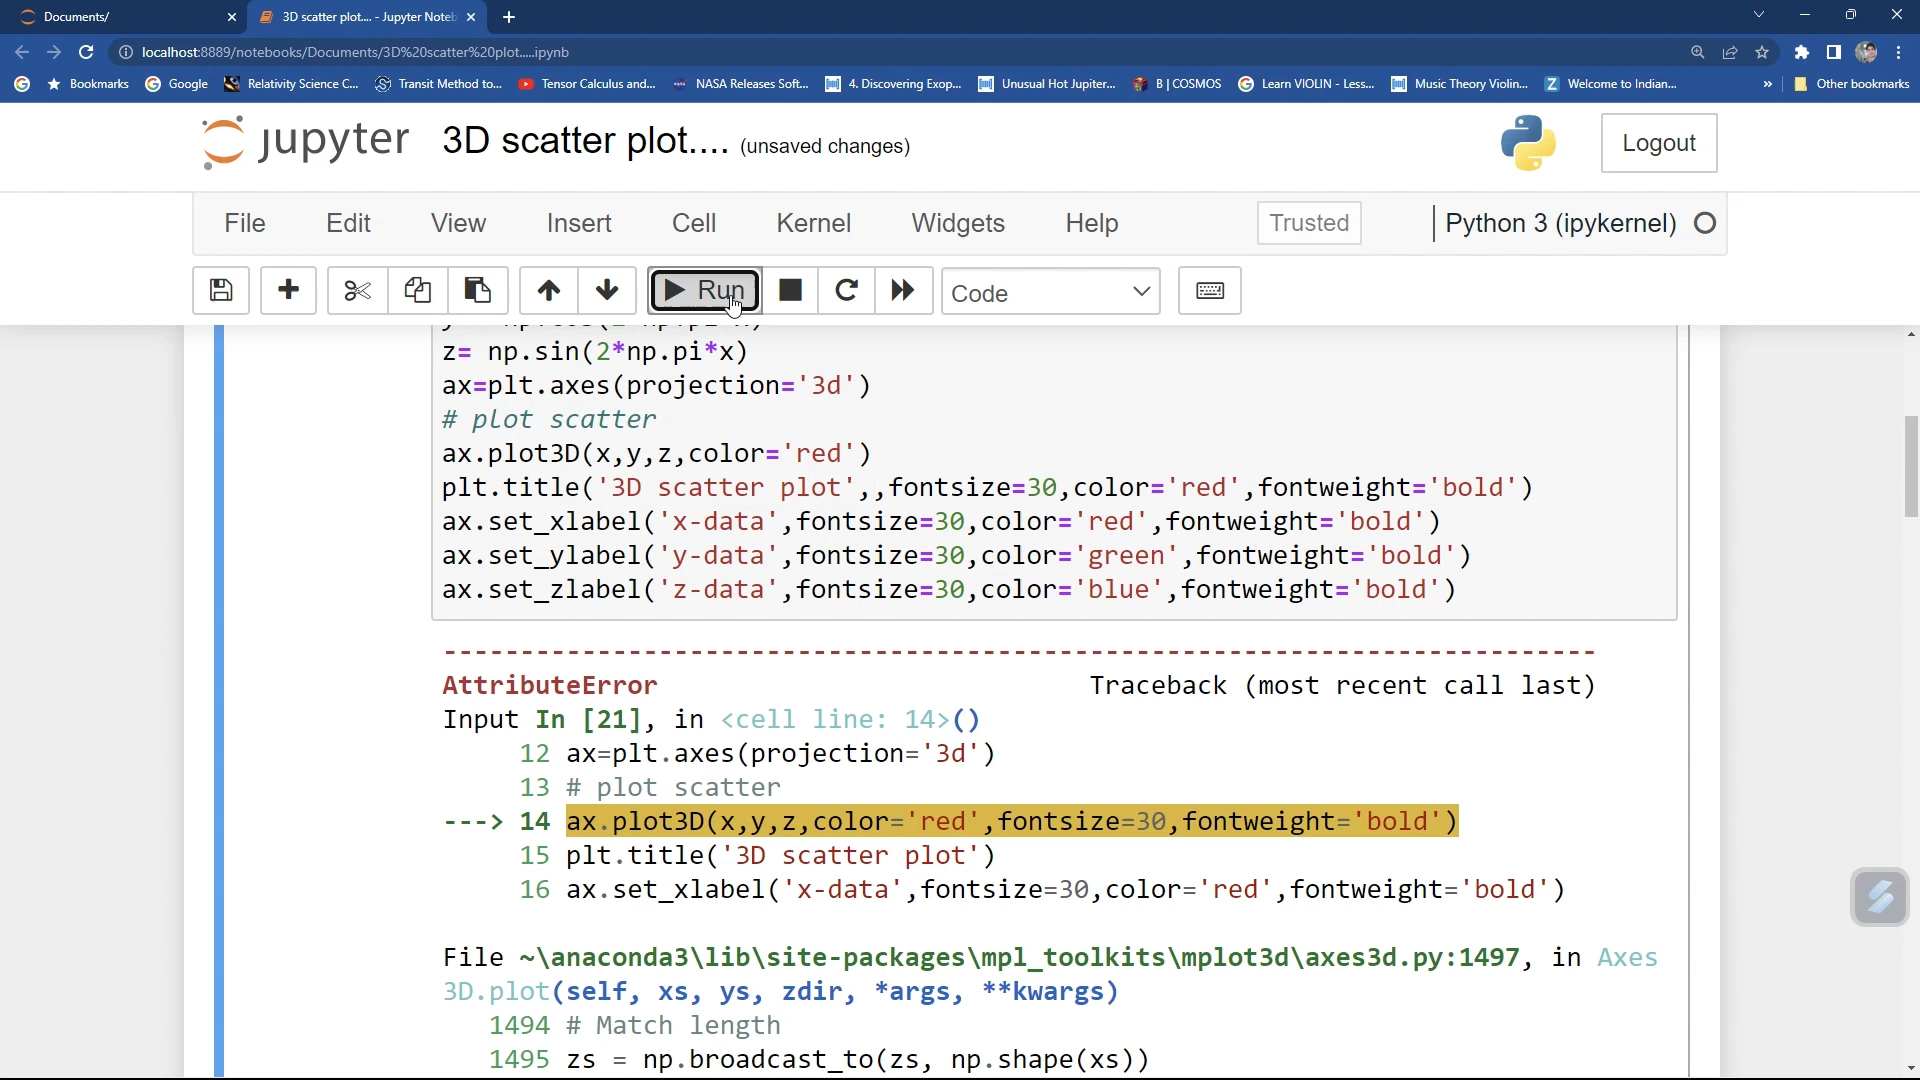 Documents/
3D scatter plot.... - Jupyter Noteb
localhost:8889/notebooks/Documents/3D%20scatter%20plot.....ipynb
Bookmarks
Google
Relativity Science C...
Transit Method to...
Tensor Calculus and...
NASA Releases Soft...
4. Discovering Exop...
Unusual Hot Jupiter...
B | COSMOS
Learn VIOLIN - Less...
Music Theory Violin...
Welcome to Indian...
»
Other bookmarks
jupyter 3D scatter plot.... (unsaved changes)
Logout
File Edit View Insert Cell Kernel Widgets Help Trusted Python 3 (ipykernel)
Run Code
z= np.sin(2*np.pi*x)
ax=plt.axes(projection='3d')
# plot scatter
ax.plot3D(x,y,z,color='red')
plt.title('3D scatter plot',,fontsize=30,color='red',fontweight='bold')
ax.set_xlabel('x-data',fontsize=30,color='red',fontweight='bold')
ax.set_ylabel('y-data',fontsize=30,color='green',fontweight='bold')
ax.set_zlabel('z-data',fontsize=30,color='blue',fontweight='bold')
---------------------------------------------------------------------------
AttributeError Traceback (most recent call last)
Input In [21], in <cell line: 14>()
12 ax=plt.axes(projection='3d')
13 # plot scatter
---> 14 ax.plot3D(x,y,z,color='red',fontsize=30,fontweight='bold')
15 plt.title('3D scatter plot')
16 ax.set_xlabel('x-data',fontsize=30,color='red',fontweight='bold')
File ~\anaconda3\lib\site-packages\mpl_toolkits\mplot3d\axes3d.py:1497, in Axes
3D.plot(self, xs, ys, zdir, *args, **kwargs)
1494 # Match length
1495 zs = np.broadcast_to(zs, np.shape(xs))